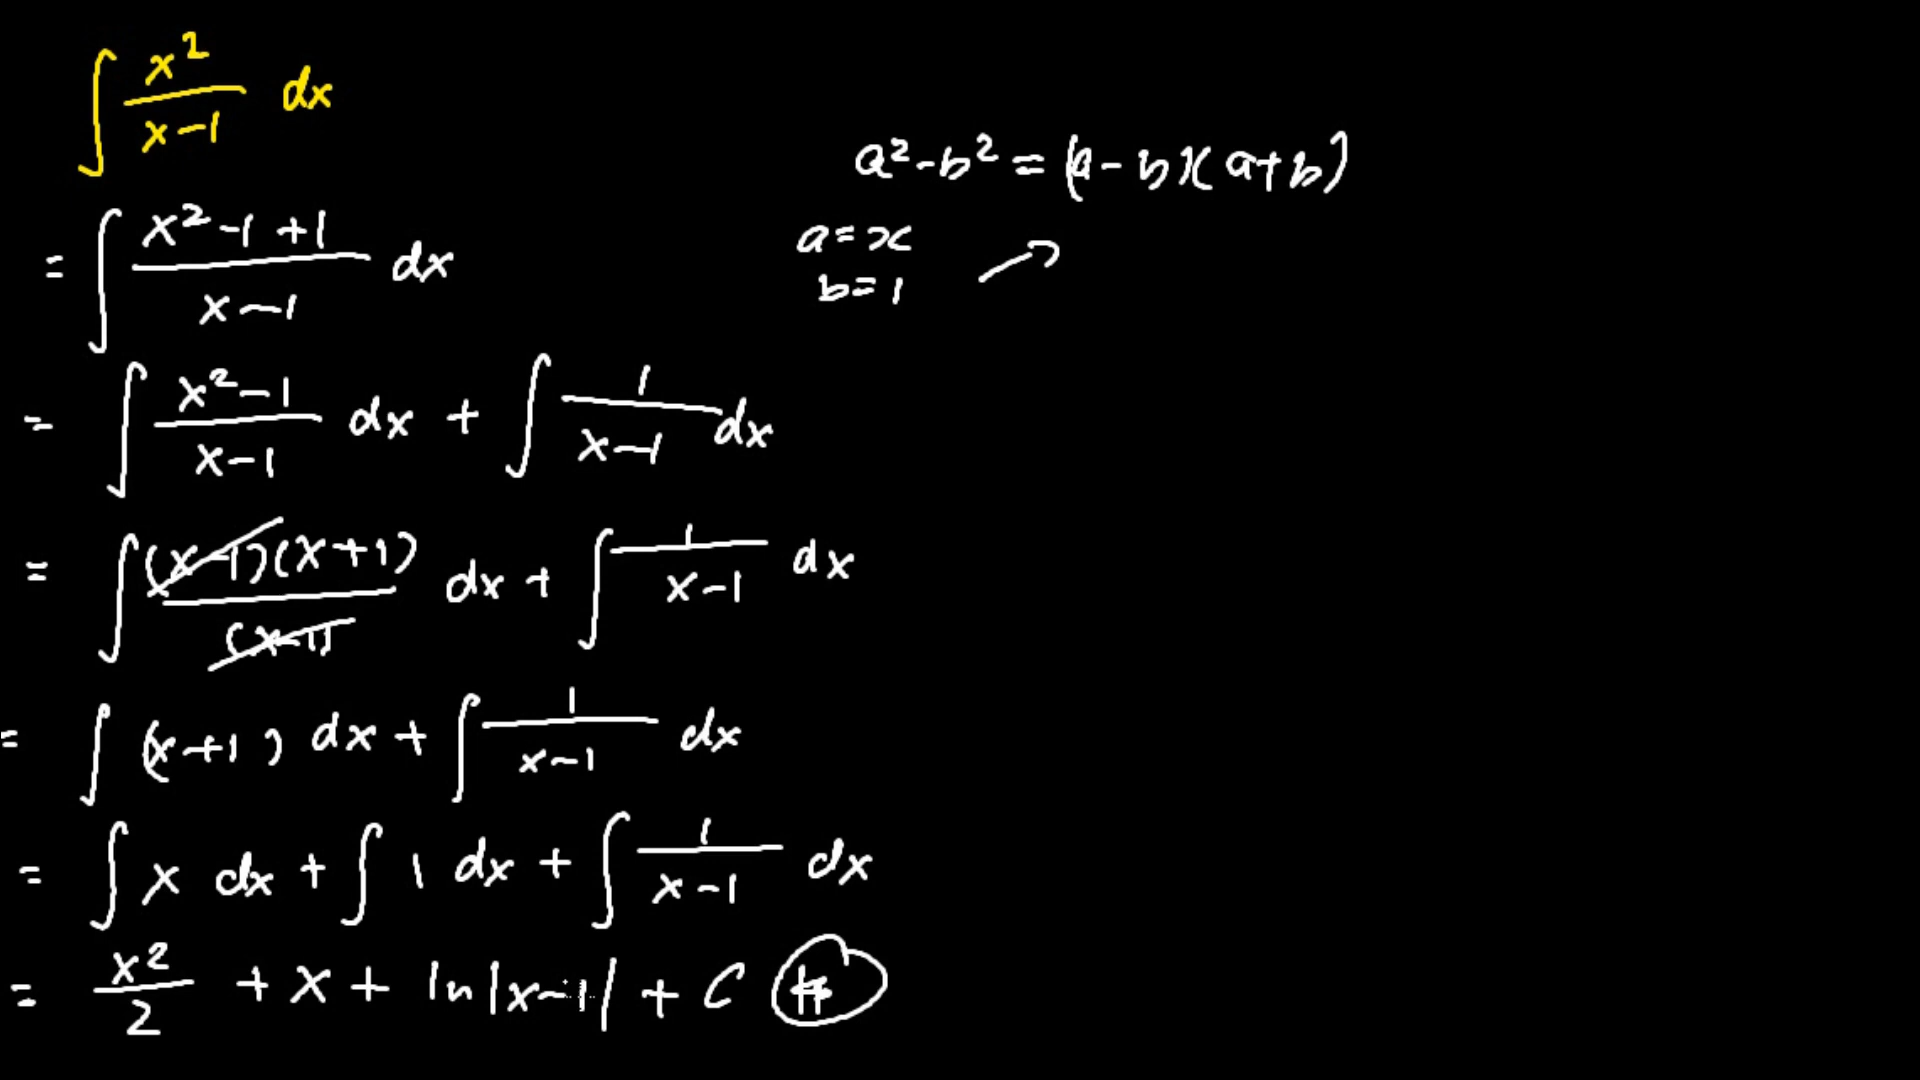 ∫ x²/(x-1) dx
a²-b² = (a-b)(a+b)
= ∫ (x²-1+1)/(x-1) dx
a=x
b=1
= ∫ (x²-1)/(x-1) dx + ∫ 1/(x-1) dx
= ∫ (x-1)(x+1)/(x-1) dx + ∫ 1/(x-1) dx
= ∫ (x+1) dx + ∫ 1/(x-1) dx
= ∫ x dx + ∫ 1 dx + ∫ 1/(x-1) dx
= x²/2 + x + ln|x-1| + C #